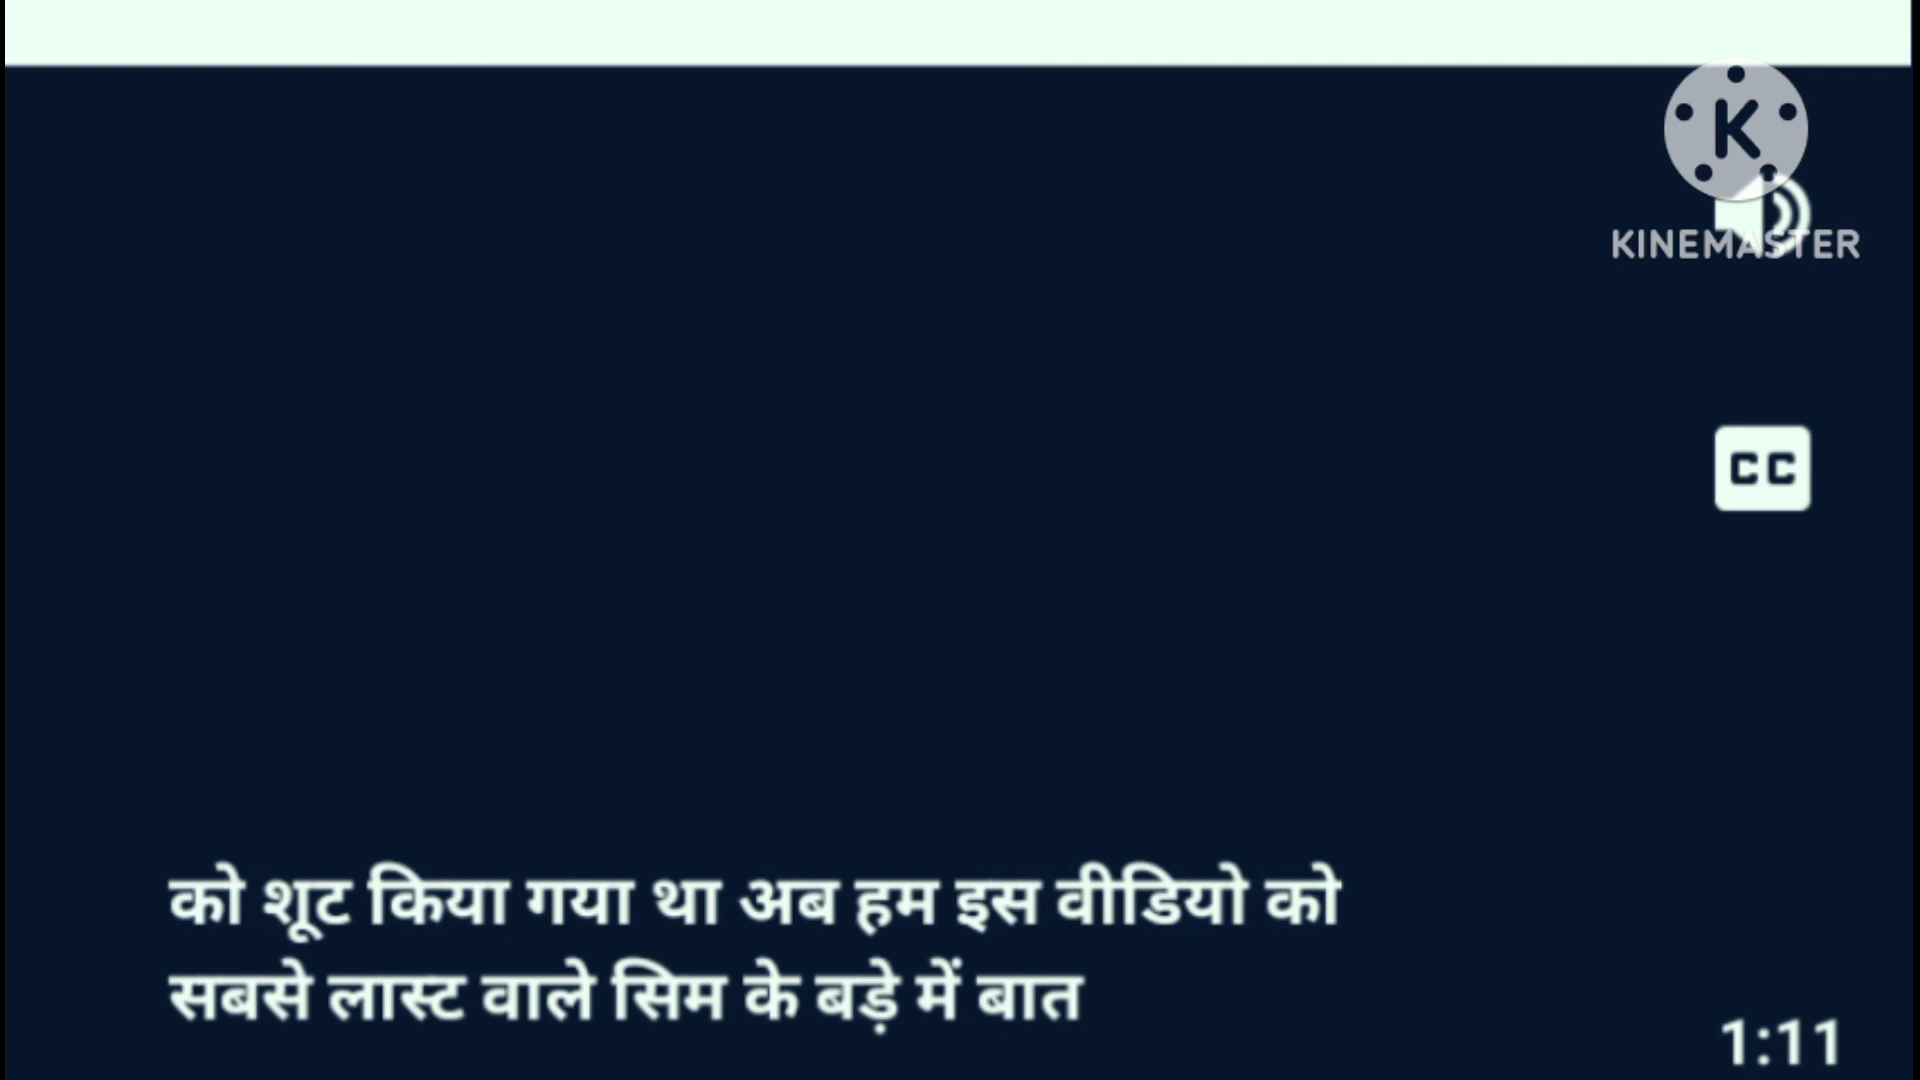 K
KINEMASTER
CC
को शूट किया गया था अब हम इस वीडियो को
सबसे लास्ट वाले सिम के बड़े में बात
1:11